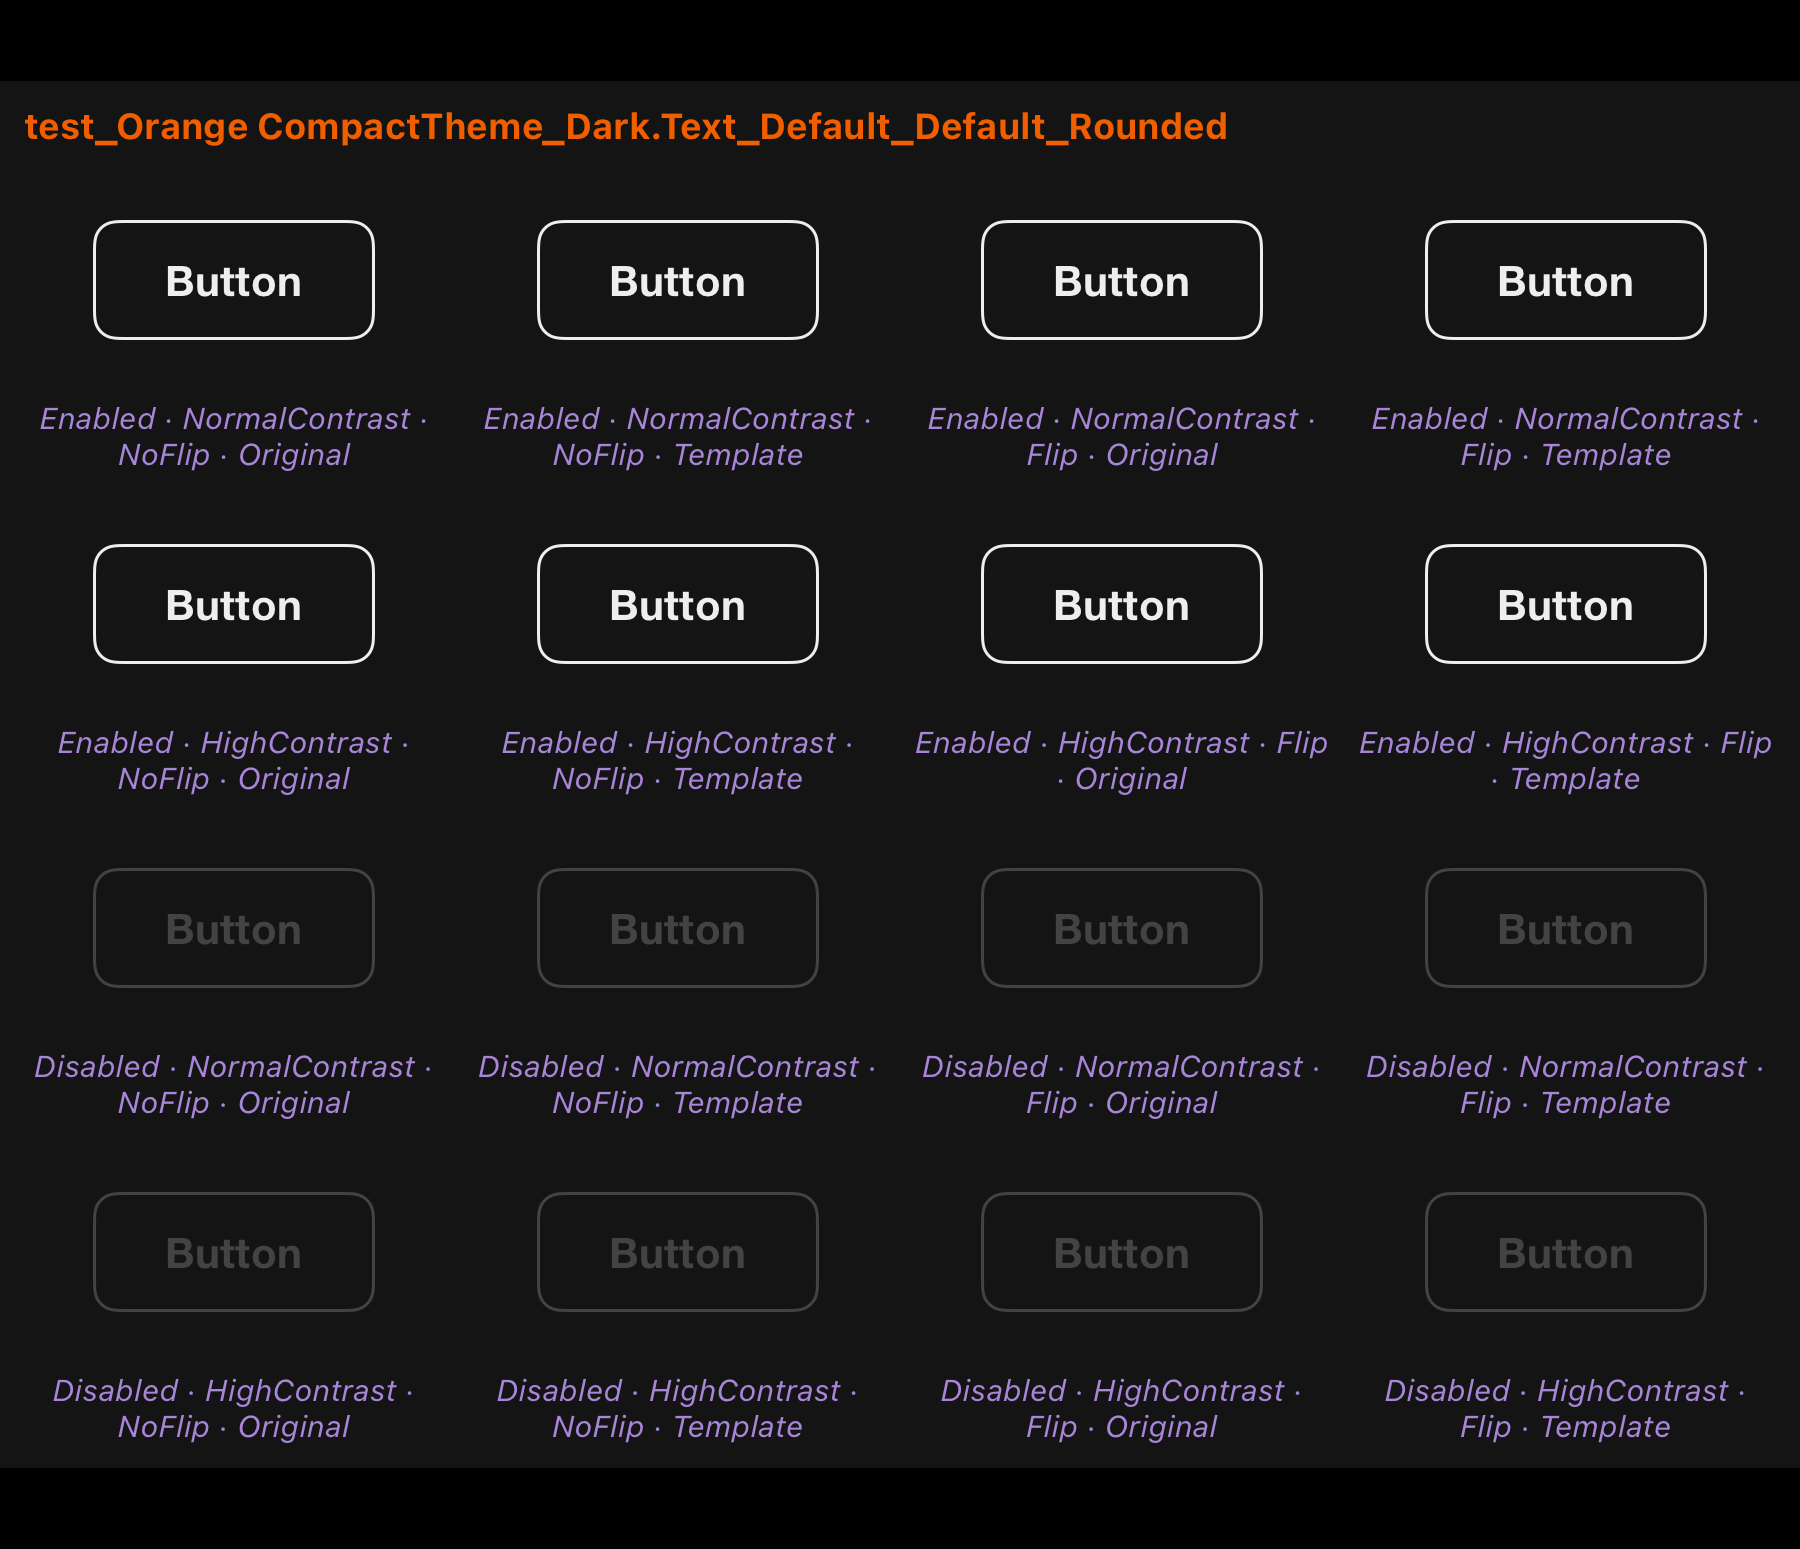 test_Orange CompactTheme_Dark.Text_Default_Default_Rounded
Button
Button
Button
Button
Enabled · NormalContrast ·
NoFlip · Original
Enabled · NormalContrast ·
NoFlip · Template
Enabled · NormalContrast ·
Flip · Original
Enabled · NormalContrast ·
Flip · Template
Button
Button
Button
Button
Enabled · HighContrast ·
NoFlip · Original
Enabled · HighContrast ·
NoFlip · Template
Enabled · HighContrast · Flip
· Original
Enabled · HighContrast · Flip
· Template
Button
Button
Button
Button
Disabled · NormalContrast ·
NoFlip · Original
Disabled · NormalContrast ·
NoFlip · Template
Disabled · NormalContrast ·
Flip · Original
Disabled · NormalContrast ·
Flip · Template
Button
Button
Button
Button
Disabled · HighContrast ·
NoFlip · Original
Disabled · HighContrast ·
NoFlip · Template
Disabled · HighContrast ·
Flip · Original
Disabled · HighContrast ·
Flip · Template